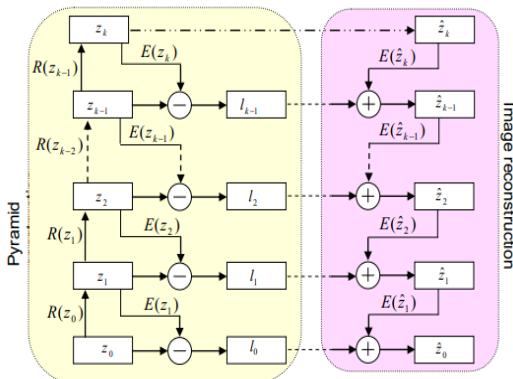 z_k ẑ_k
E(z_k) E(ẑ_k)
R(z_{k-1})
z_{k-1} − l_{k-1} + ẑ_{k-1}
E(z_{k-1}) E(ẑ_{k-1})
R(z_{k-2})
z_2 − l_2 + ẑ_2
E(z_2) E(ẑ_2)
R(z_1)
z_1 − l_1 + ẑ_1
E(z_1) E(ẑ_1)
R(z_0)
z_0 − l_0 + ẑ_0
Pyramid
Image reconstruction